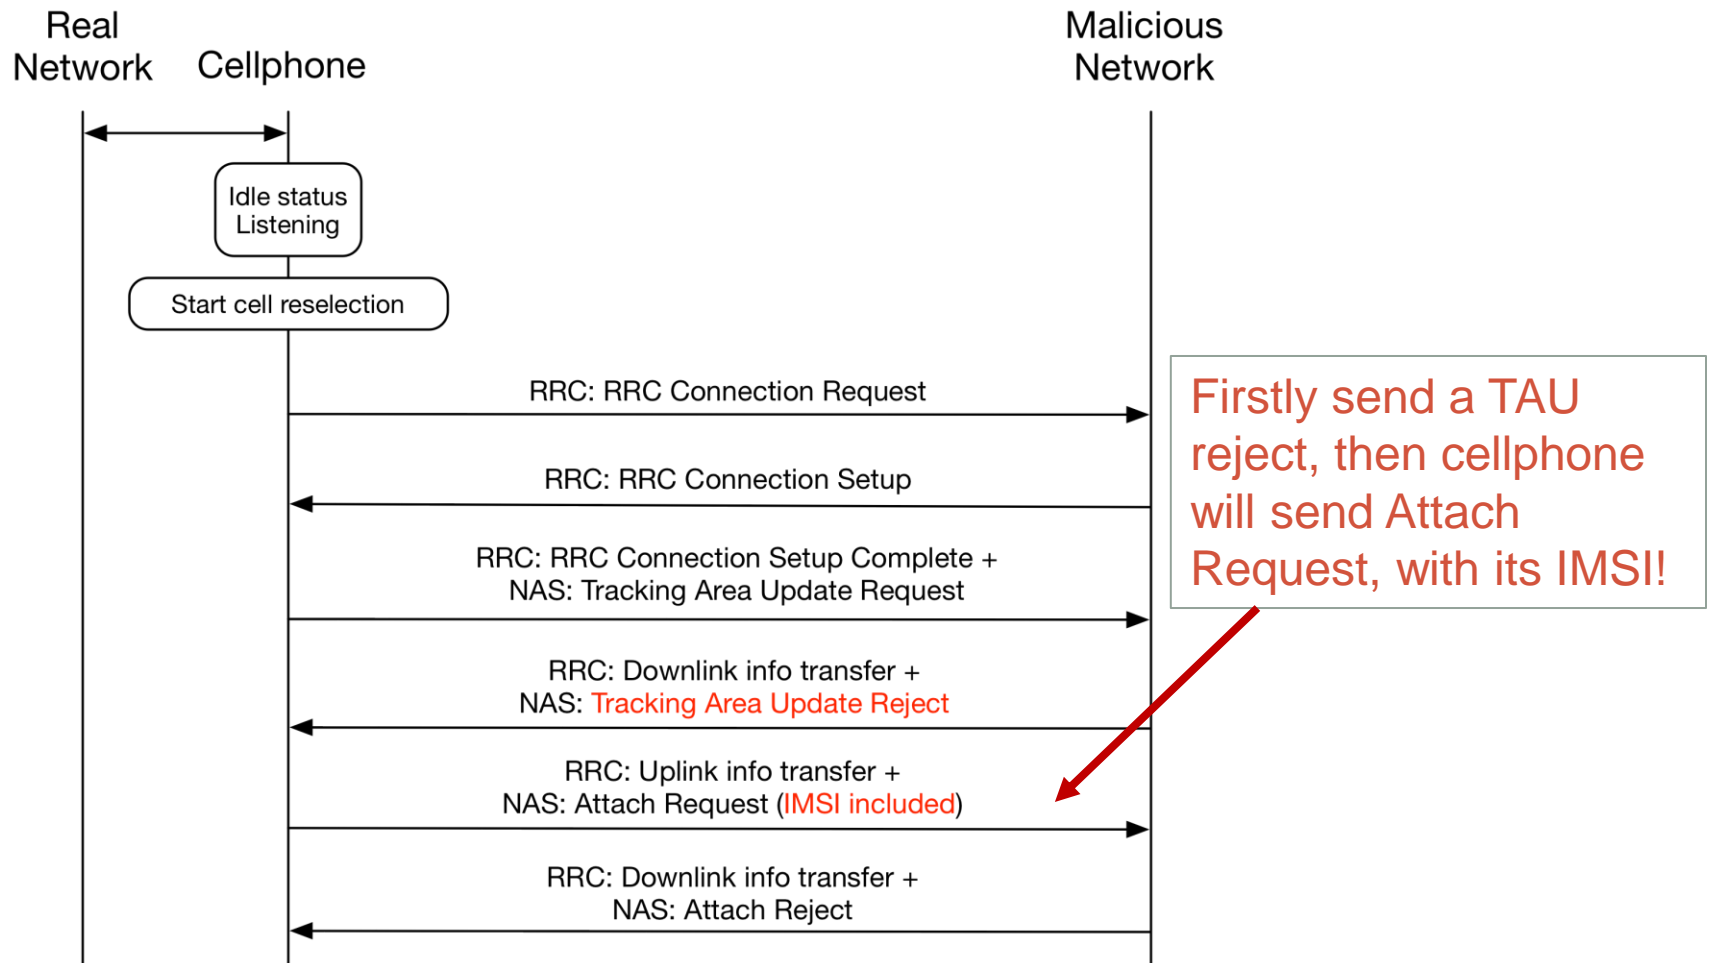 Real
Network
Cellphone
Malicious
Network
Idle status
Listening
Start cell reselection
RRC: RRC Connection Request
RRC: RRC Connection Setup
RRC: RRC Connection Setup Complete +
NAS: Tracking Area Update Request
RRC: Downlink info transfer +
NAS: Tracking Area Update Reject
RRC: Uplink info transfer +
NAS: Attach Request (IMSI included)
RRC: Downlink info transfer +
NAS: Attach Reject
Firstly send a TAU
reject, then cellphone
will send Attach
Request, with its IMSI!